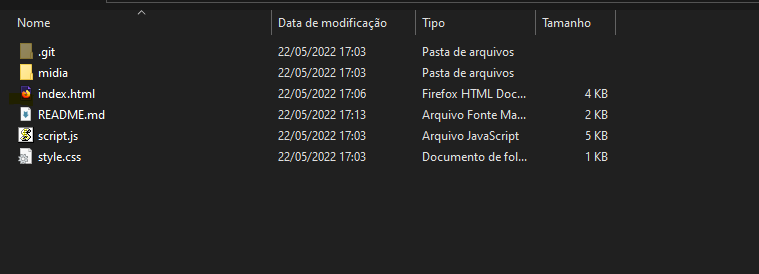 Nome Data de modificação Tipo Tamanho
.git 22/05/2022 17:03 Pasta de arquivos
midia 22/05/2022 17:03 Pasta de arquivos
index.html 22/05/2022 17:06 Firefox HTML Doc... 4 KB
README.md 22/05/2022 17:13 Arquivo Fonte Ma... 2 KB
script.js 22/05/2022 17:03 Arquivo JavaScript 5 KB
style.css 22/05/2022 17:03 Documento de fol... 1 KB